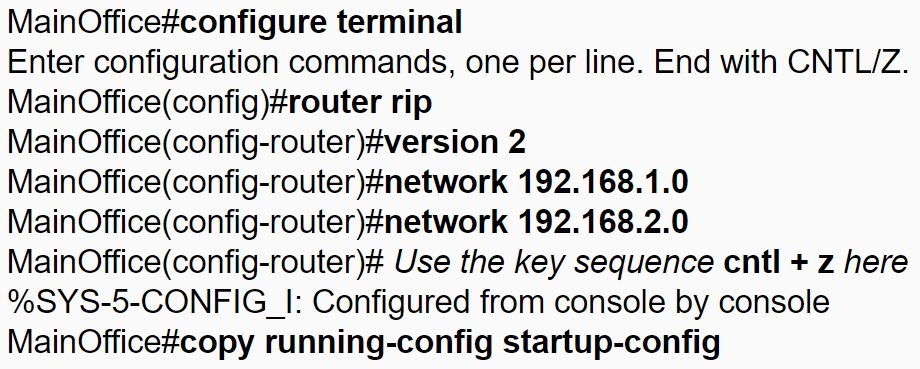 MainOffice#configure terminal
Enter configuration commands, one per line. End with CNTL/Z.
MainOffice(config)#router rip
MainOffice(config-router)#version 2
MainOffice(config-router)#network 192.168.1.0
MainOffice(config-router)#network 192.168.2.0
MainOffice(config-router)# Use the key sequence cntl + z here
%SYS-5-CONFIG_I: Configured from console by console
MainOffice#copy running-config startup-config